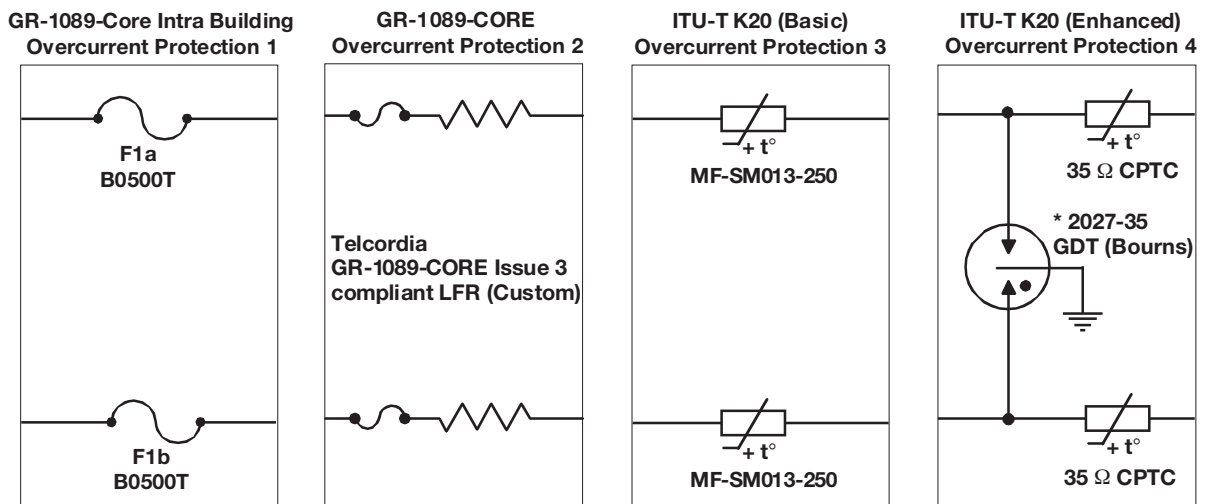 GR-1089-Core Intra Building
Overcurrent Protection 1
F1a
B0500T
F1b
B0500T
GR-1089-CORE
Overcurrent Protection 2
Telcordia
GR-1089-CORE Issue 3
compliant LFR (Custom)
ITU-T K20 (Basic)
Overcurrent Protection 3
+ t°
MF-SM013-250
+ t°
MF-SM013-250
ITU-T K20 (Enhanced)
Overcurrent Protection 4
+ t°
35 Ω CPTC
* 2027-35
GDT (Bourns)
+ t°
35 Ω CPTC